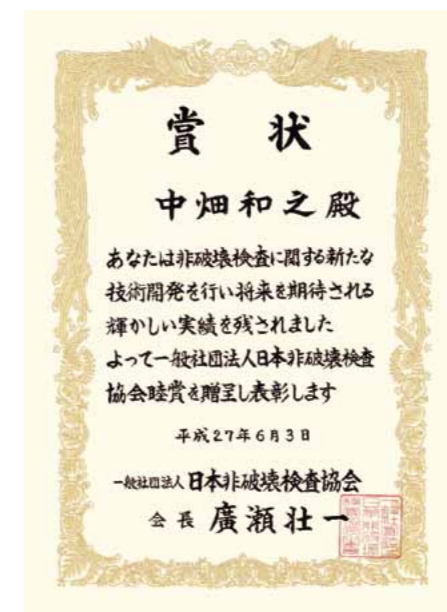 賞状
中畑和之殿
あなたは非破壊検査に関する新たな
技術開発を行い将来を期待される
輝かしい実績を残されました
よって一般社団法人日本非破壊検査
協会睦賞を贈呈し表彰します
平成27年6月3日
一般社団法人日本非破壊検査協会
会長 廣瀬壮一